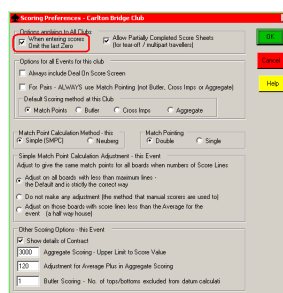 Scoring Preferences - Carlton Bridge Club
Options applying to All Clubs
When entering scores Omit the last Zero
Allow Partially Completed Score Sheets (for tear-off / multipart travellers)
OK
Cancel
Help
Options for all Events for this club
Always include Deal On Score Screen
For Pairs - ALWAYS use Match Pointing (not Butler, Cross Imps or Aggregate)
Default Scoring method at this Club
Match Points
Butler
Cross Imps
Aggregate
Match Point Calculation Method - this
Simple (SMPC)
Neuberg
Match Pointing
Double
Single
Simple Match Point Calculation Adjustment - this Event
Adjust to give the same match points for all boards when numbers of Score Lines
Adjust on all boards with less than maximum lines -
the Default and is strictly the correct way
Do not make any adjustment (the method that manual scorers are used to)
Adjust on those boards with score lines less than the Average for the
event (a half way house)
Other Scoring Options - this Event
Show details of Contract
3000 Aggregate Scoring - Upper Limit to Score Value
120 Adjustment for Average Plus in Aggregate Scoring
1 Butler Scoring - No. of tops/bottoms excluded from datum calculati